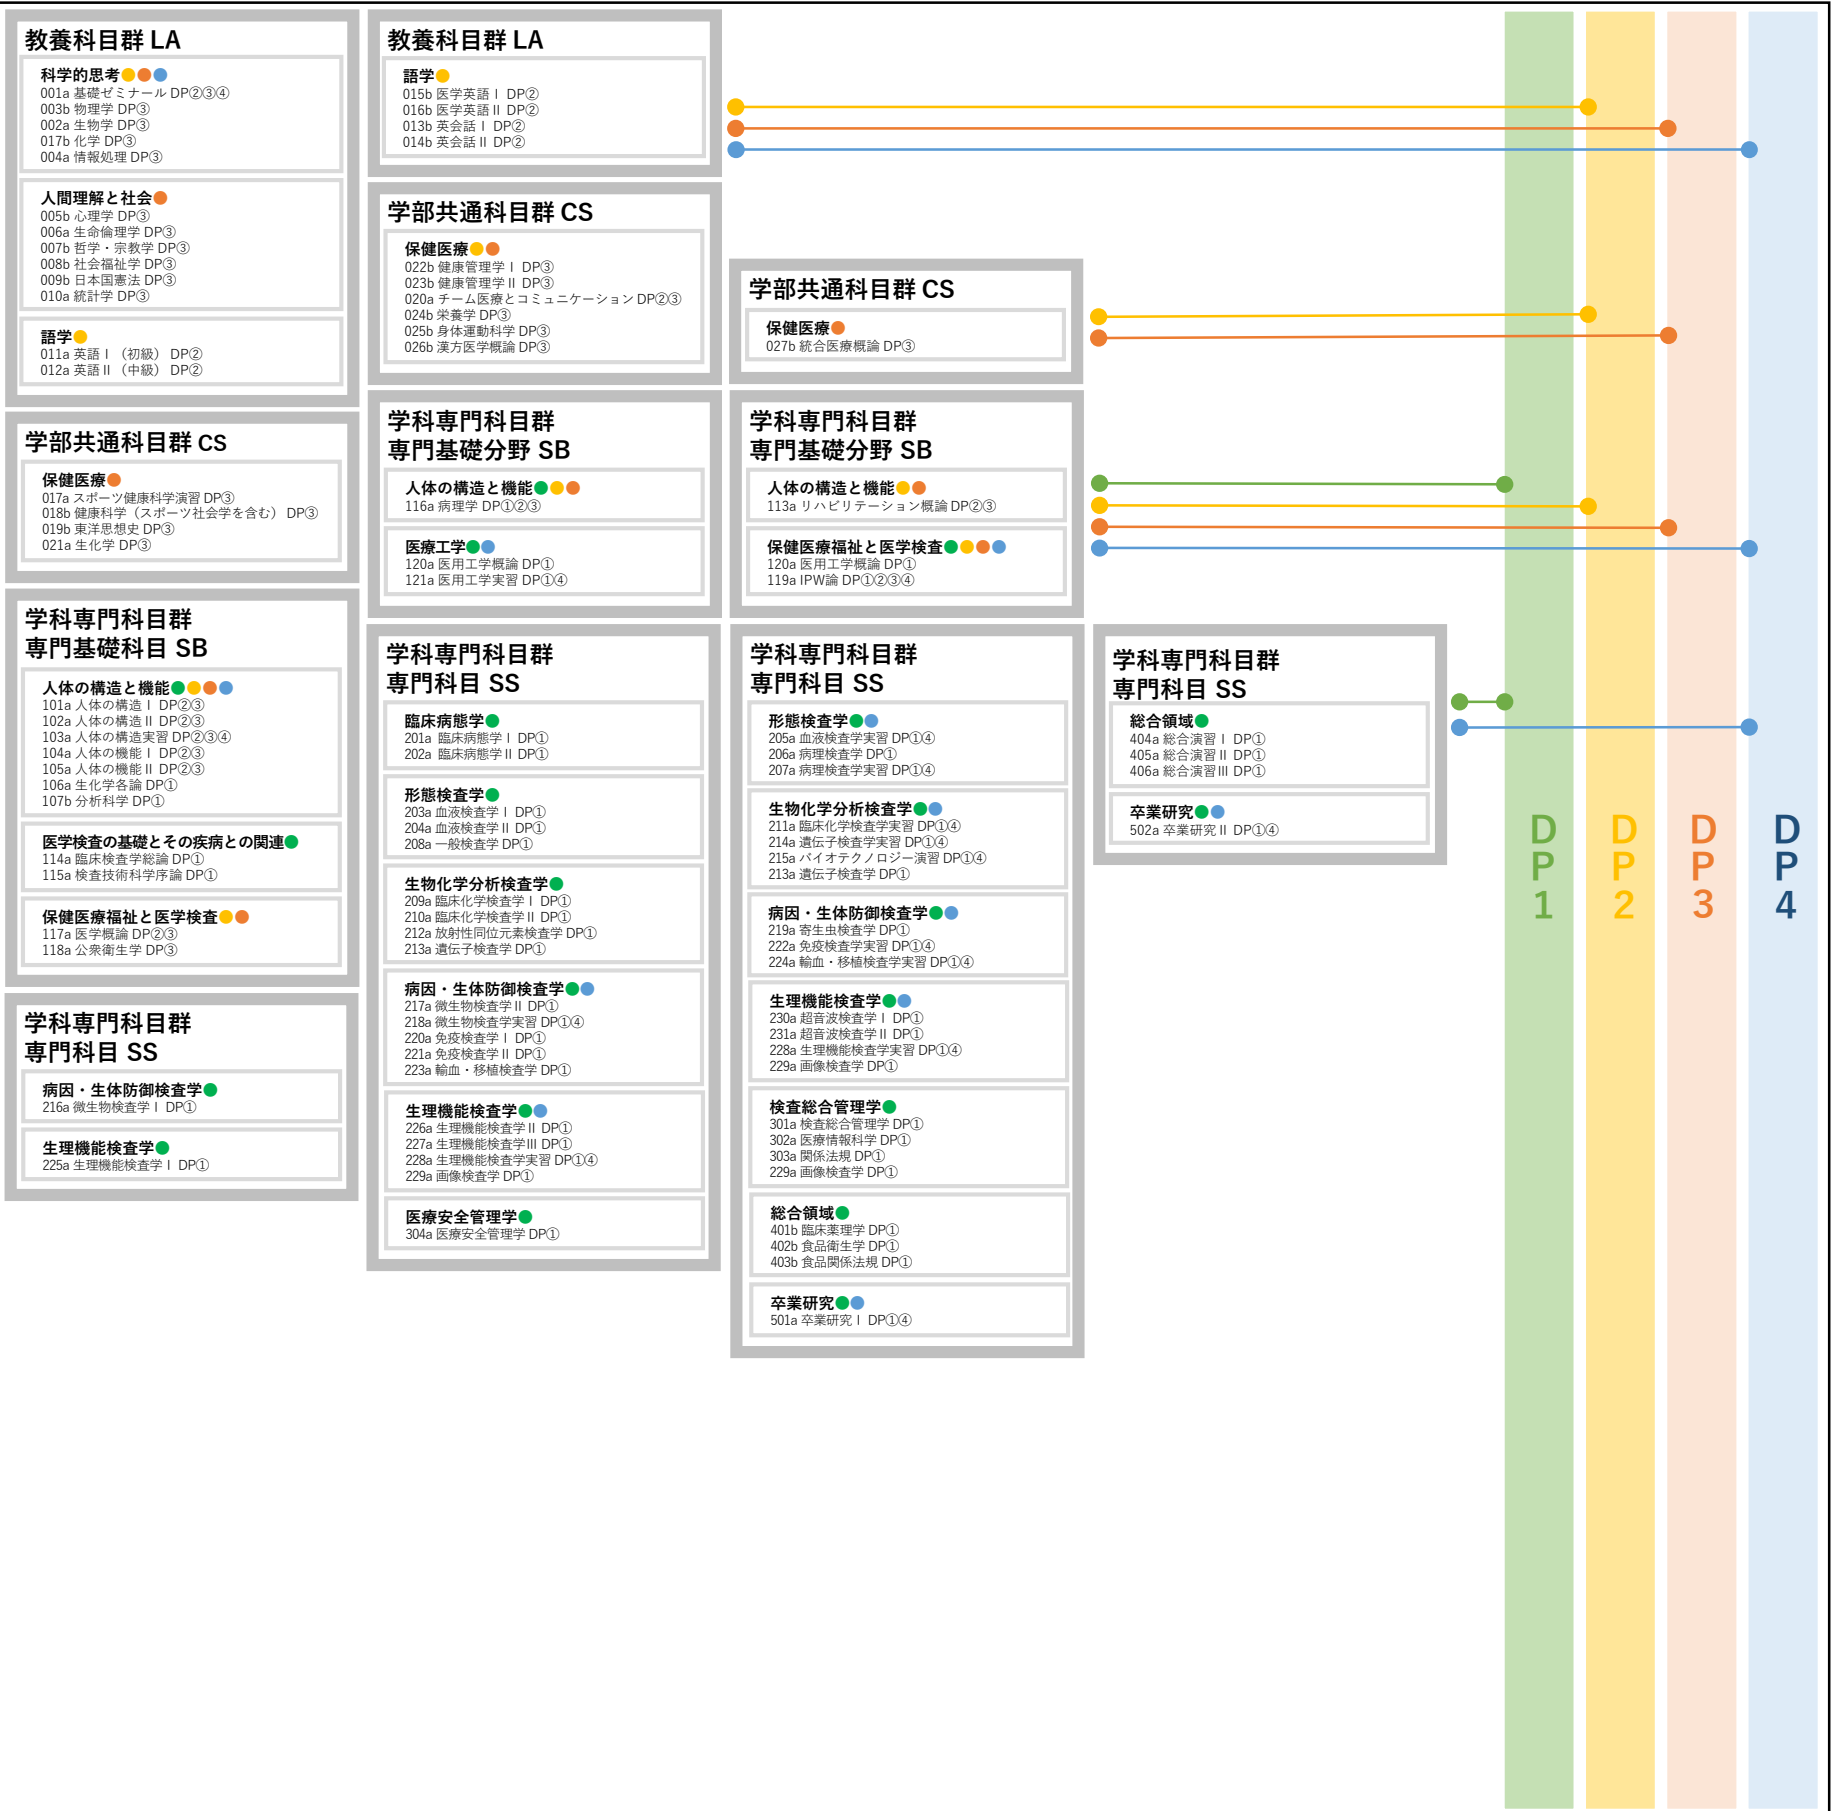 教養科目群 LA
科学的思考
001a 基礎ゼミナール DP②③④
003b 物理学 DP③
002a 生物学 DP③
017b 化学 DP③
004a 情報処理 DP③
人間理解と社会
005b 心理学 DP③
006a 生命倫理学 DP③
007b 哲学・宗教学 DP③
008b 社会福祉学 DP③
009b 日本国憲法 DP③
010a 統計学 DP③
語学
011a 英語Ⅰ（初級） DP②
012a 英語Ⅱ（中級） DP②
学部共通科目群 CS
保健医療
017a スポーツ健康科学演習 DP③
018b 健康科学（スポーツ社会学を含む） DP③
019b 東洋思想史 DP③
021a 生化学 DP③
学科専門科目群
専門基礎科目 SB
人体の構造と機能
101a 人体の構造Ⅰ DP②③
102a 人体の構造Ⅱ DP②③
103a 人体の構造実習 DP②③④
104a 人体の機能Ⅰ DP②③
105a 人体の機能Ⅱ DP②③
106a 生化学各論 DP①
107b 分析科学 DP①
医学検査の基礎とその疾病との関連
114a 臨床検査学総論 DP①
115a 検査技術科学序論 DP①
保健医療福祉と医学検査
117a 医学概論 DP②③
118a 公衆衛生学 DP③
学科専門科目群
専門科目 SS
病因・生体防御検査学
216a 微生物検査学Ⅰ DP①
生理機能検査学
225a 生理機能検査学Ⅰ DP①
教養科目群 LA
語学
015b 医学英語Ⅰ DP②
016b 医学英語Ⅱ DP②
013b 英会話Ⅰ DP②
014b 英会話Ⅱ DP②
学部共通科目群 CS
保健医療
022b 健康管理学Ⅰ DP③
023b 健康管理学Ⅱ DP③
020a チーム医療とコミュニケーション DP②③
024b 栄養学 DP③
025b 身体運動科学 DP③
026b 漢方医学概論 DP③
学科専門科目群
専門基礎分野 SB
人体の構造と機能
116a 病理学 DP①②③
医療工学
120a 医用工学概論 DP①
121a 医用工学実習 DP①④
学科専門科目群
専門科目 SS
臨床病態学
201a 臨床病態学Ⅰ DP①
202a 臨床病態学Ⅱ DP①
形態検査学
203a 血液検査学Ⅰ DP①
204a 血液検査学Ⅱ DP①
208a 一般検査学 DP①
生物化学分析検査学
209a 臨床化学検査学Ⅰ DP①
210a 臨床化学検査学Ⅱ DP①
212a 放射性同位元素検査学 DP①
213a 遺伝子検査学 DP①
病因・生体防御検査学
217a 微生物検査学Ⅱ DP①
218a 微生物検査学実習 DP①④
220a 免疫検査学Ⅰ DP①
221a 免疫検査学Ⅱ DP①
223a 輸血・移植検査学 DP①
生理機能検査学
226a 生理機能検査学Ⅱ DP①
227a 生理機能検査学Ⅲ DP①
228a 生理機能検査学実習 DP①④
229a 画像検査学 DP①
医療安全管理学
304a 医療安全管理学 DP①
学部共通科目群 CS
保健医療
027b 統合医療概論 DP③
学科専門科目群
専門基礎分野 SB
人体の構造と機能
113a リハビリテーション概論 DP②③
保健医療福祉と医学検査
120a 医用工学概論 DP①
119a IPW論 DP①②③④
学科専門科目群
専門科目 SS
形態検査学
205a 血液検査学実習 DP①④
206a 病理検査学 DP①
207a 病理検査学実習 DP①④
生物化学分析検査学
211a 臨床化学検査学実習 DP①④
214a 遺伝子検査学実習 DP①④
215a バイオテクノロジー演習 DP①④
213a 遺伝子検査学 DP①
病因・生体防御検査学
219a 寄生虫検査学 DP①
222a 免疫検査学実習 DP①④
224a 輸血・移植検査学実習 DP①④
生理機能検査学
230a 超音波検査学Ⅰ DP①
231a 超音波検査学Ⅱ DP①
228a 生理機能検査学実習 DP①④
229a 画像検査学 DP①
検査総合管理学
301a 検査総合管理学 DP①
302a 医療情報科学 DP①
303a 関係法規 DP①
229a 画像検査学 DP①
総合領域
401b 臨床薬理学 DP①
402b 食品衛生学 DP①
403b 食品関係法規 DP①
卒業研究
501a 卒業研究Ⅰ DP①④
学科専門科目群
専門科目 SS
総合領域
404a 総合演習Ⅰ DP①
405a 総合演習Ⅱ DP①
406a 総合演習Ⅲ DP①
卒業研究
502a 卒業研究Ⅱ DP①④
DP1
DP2
DP3
DP4